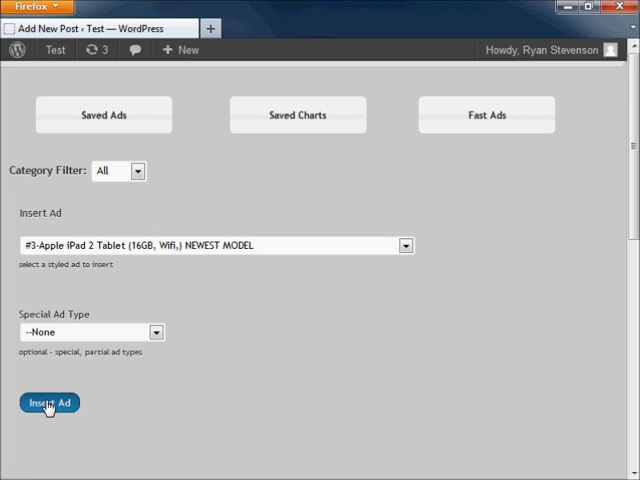 Firefox
Add New Post ‹ Test — WordPress
Test 3 New Howdy, Ryan Stevenson
Saved Ads Saved Charts Fast Ads
Category Filter: All
Insert Ad
#3-Apple iPad 2 Tablet (16GB, Wifi,) NEWEST MODEL
select a styled ad to insert
Special Ad Type
--None
optional - special, partial ad types
Insert Ad